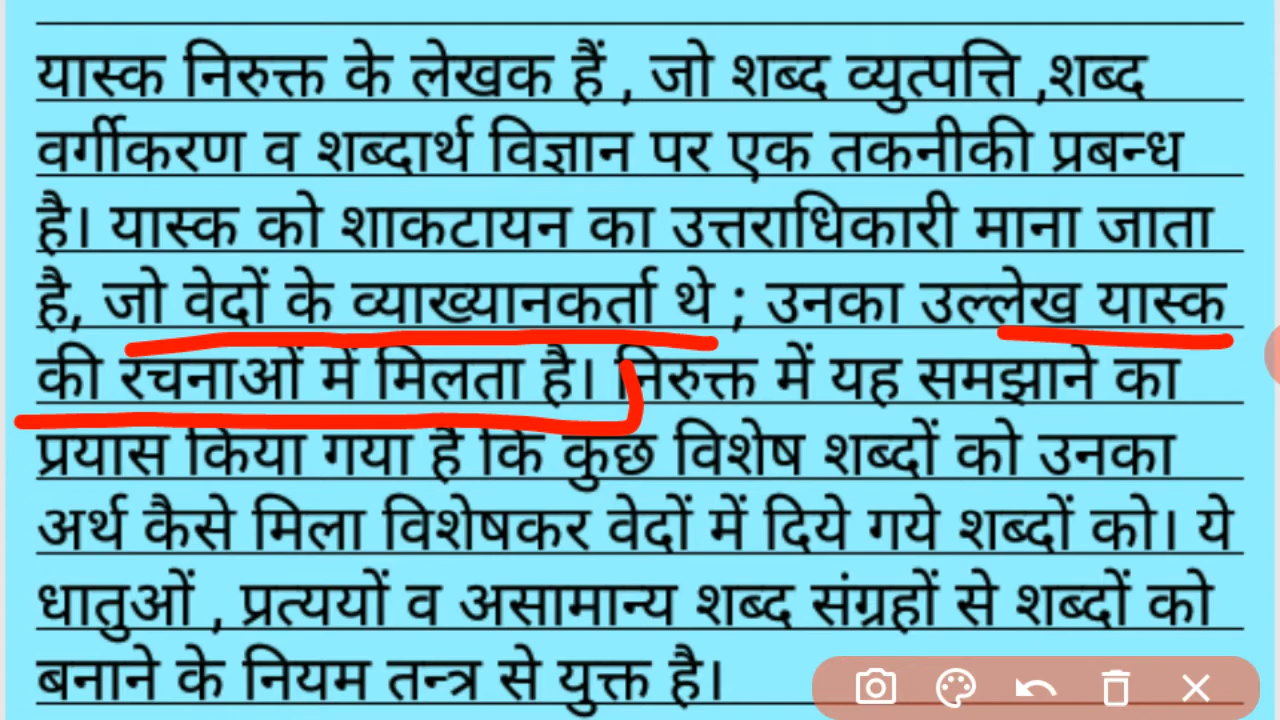 यास्क निरुक्त के लेखक हैं , जो शब्द व्युत्पत्ति ,शब्द
वर्गीकरण व शब्दार्थ विज्ञान पर एक तकनीकी प्रबन्ध
है। यास्क को शाकटायन का उत्तराधिकारी माना जाता
है, जो वेदों के व्याख्यानकर्ता थे ; उनका उल्लेख यास्क
की रचनाओं में मिलता है। निरुक्त में यह समझाने का
प्रयास किया गया है कि कुछ विशेष शब्दों को उनका
अर्थ कैसे मिला विशेषकर वेदों में दिये गये शब्दों को। ये
धातुओं , प्रत्ययों व असामान्य शब्द संग्रहों से शब्दों को
बनाने के नियम तन्त्र से युक्त है।